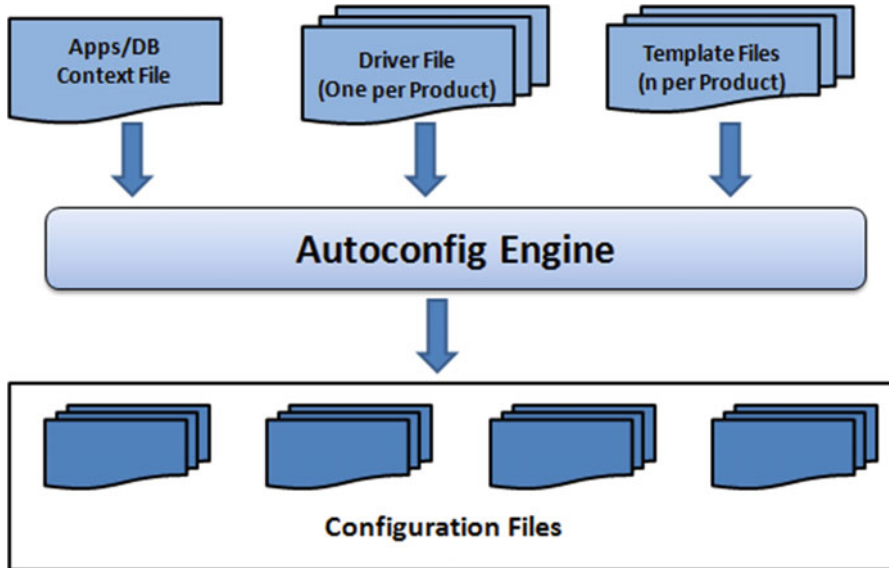 Apps/DB
Context File
Driver File
(One per Product)
Template Files
(n per Product)
Autoconfig Engine
Configuration Files